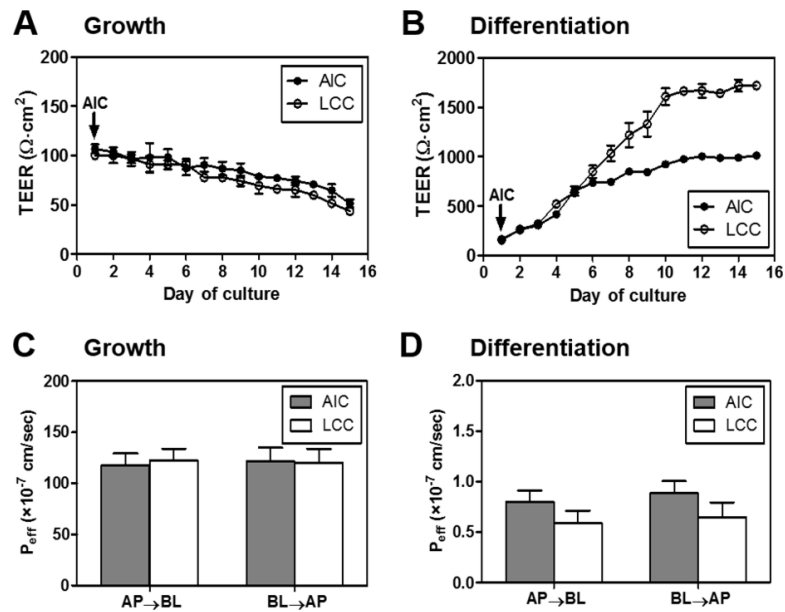 A Growth
TEER (Ω·cm²)
200
150
100
50
0
AIC
AIC
LCC
0 2 4 6 8 10 12 14 16
Day of culture
B Differentiation
TEER (Ω·cm²)
2000
1500
1000
500
0
AIC
AIC
LCC
0 2 4 6 8 10 12 14 16
Day of culture
C Growth
Peff (×10⁻⁷ cm/sec)
200
150
100
50
0
AIC
LCC
AP→BL BL→AP
D Differentiation
Peff (×10⁻⁷ cm/sec)
2.0
1.5
1.0
0.5
0.0
AIC
LCC
AP→BL BL→AP